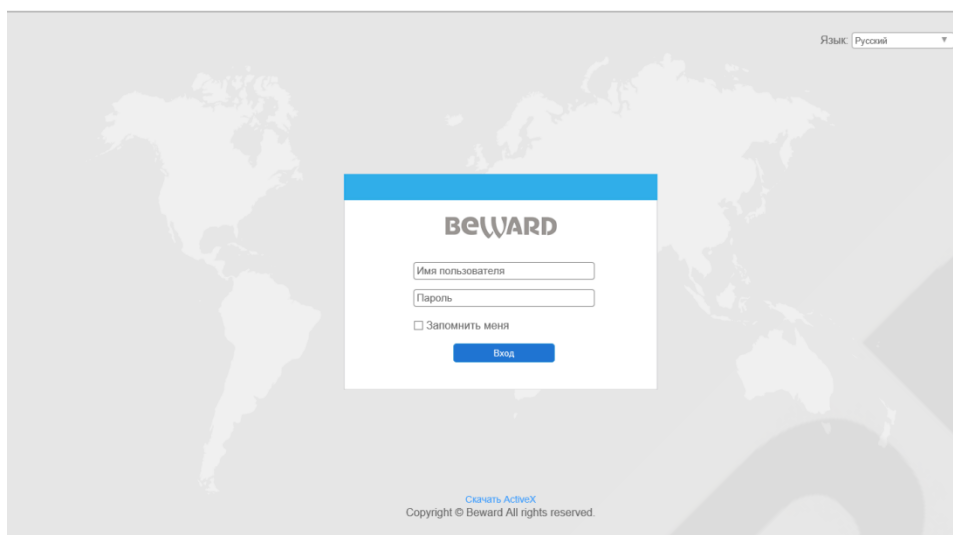 Язык: Русский
BEWARD
Имя пользователя
Пароль
Запомнить меня
Вход
Скачать ActiveX
Copyright © Beward All rights reserved.